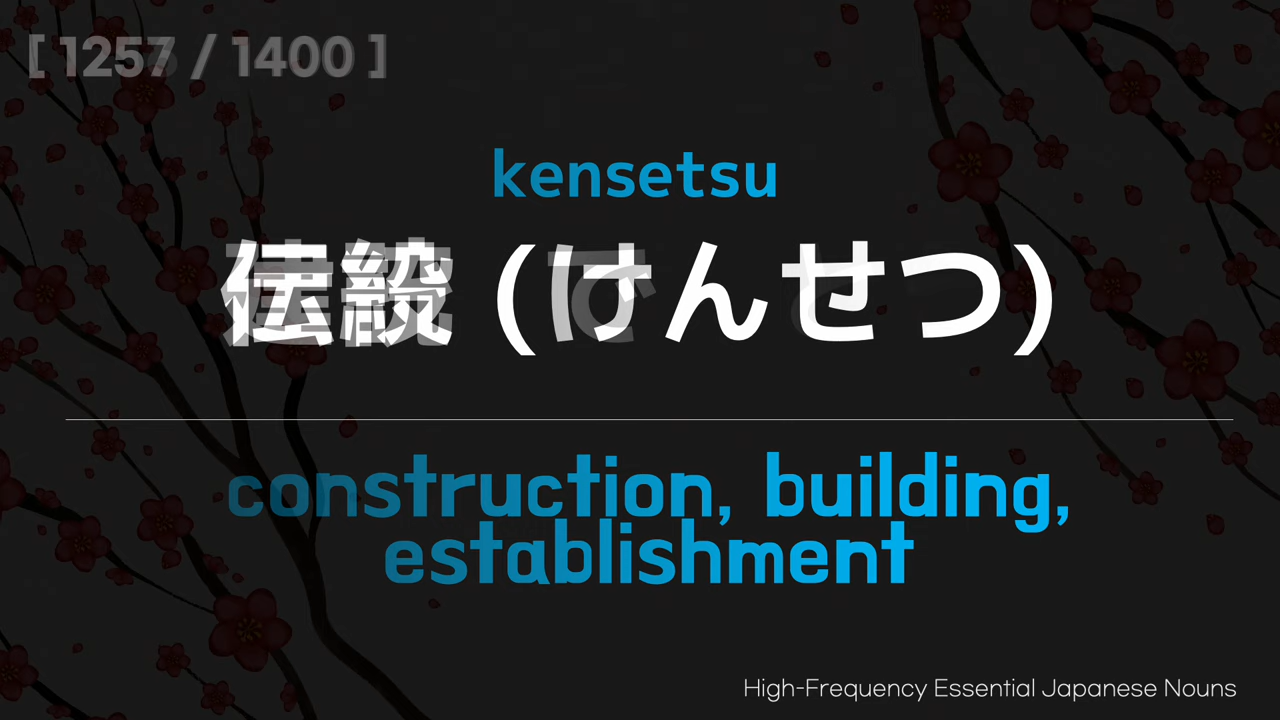 [ 1257 / 1400 ]
kensetsu
(けんせつ)
construction, building,
establishment
High-Frequency Essential Japanese Nouns